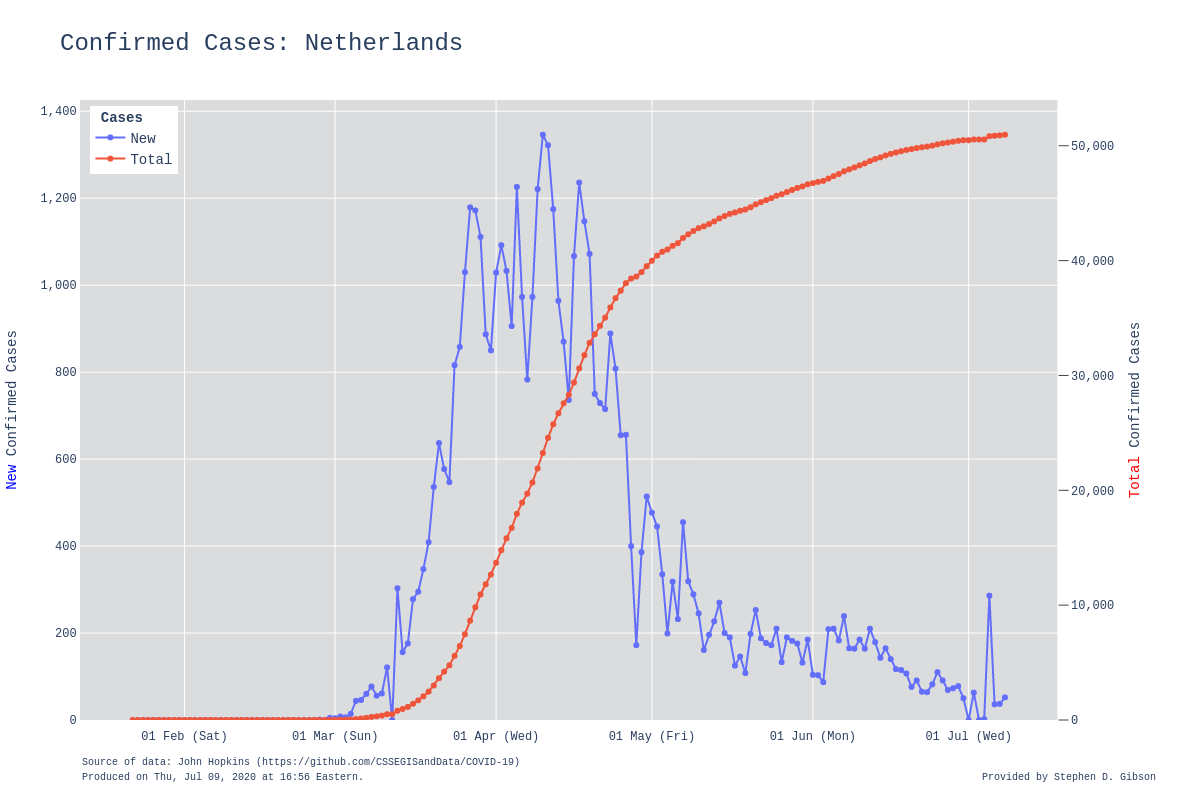 Confirmed Cases: Netherlands
Cases
New
Total
1,400
1,200
1,000
800
600
400
200
0
New Confirmed Cases
50,000
40,000
30,000
20,000
10,000
0
Total Confirmed Cases
01 Feb (Sat) 01 Mar (Sun) 01 Apr (Wed) 01 May (Fri) 01 Jun (Mon) 01 Jul (Wed)
Source of data: John Hopkins (https://github.com/CSSEGISandData/COVID-19)
Produced on Thu, Jul 09, 2020 at 16:56 Eastern.
Provided by Stephen D. Gibson